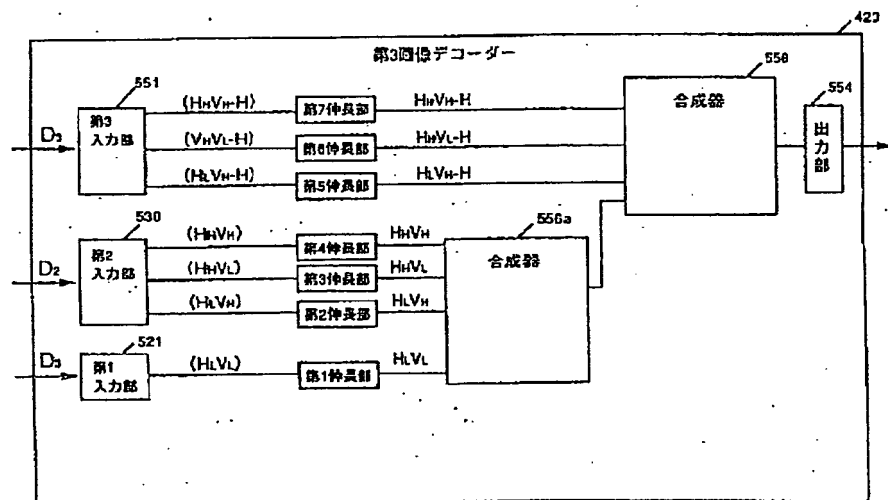 423
第3画像デコーダー
551
第3
入力部
D3
(HHVH-H)
(VHVL-H)
(HLVH-H)
第7伸長部
第6伸長部
第5伸長部
HHVH-H
HHVL-H
HLVH-H
558
合成器
554
出力部
530
第2
入力部
D2
(HHVH)
(HHVL)
(HLVH)
第4伸長部
第3伸長部
第2伸長部
HHVH
HHVL
HLVH
556a
合成器
521
第1
入力部
D3
(HLVL)
第1伸長部
HLVL